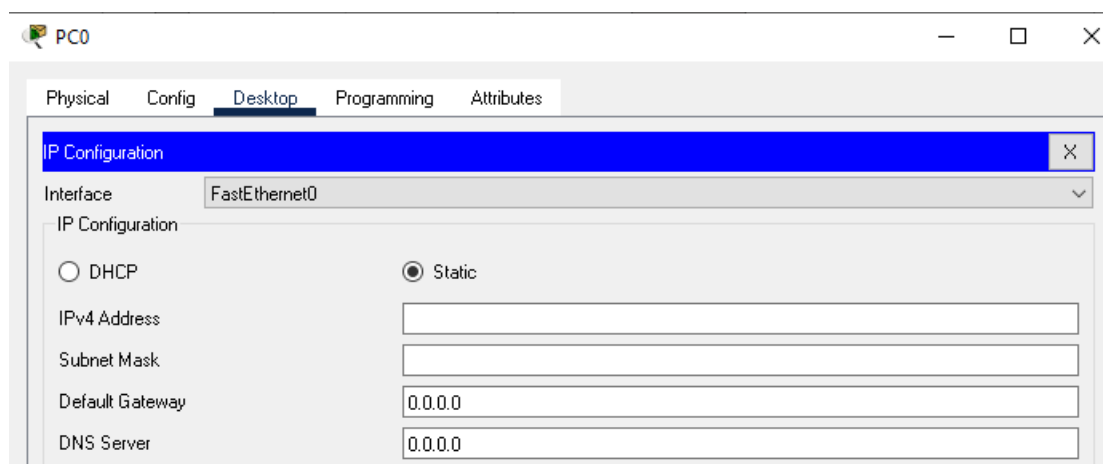 PC0
Physical Config Desktop Programming Attributes
IP Configuration X
Interface FastEthernet0
IP Configuration
DHCP Static
IPv4 Address
Subnet Mask
Default Gateway 0.0.0.0
DNS Server 0.0.0.0